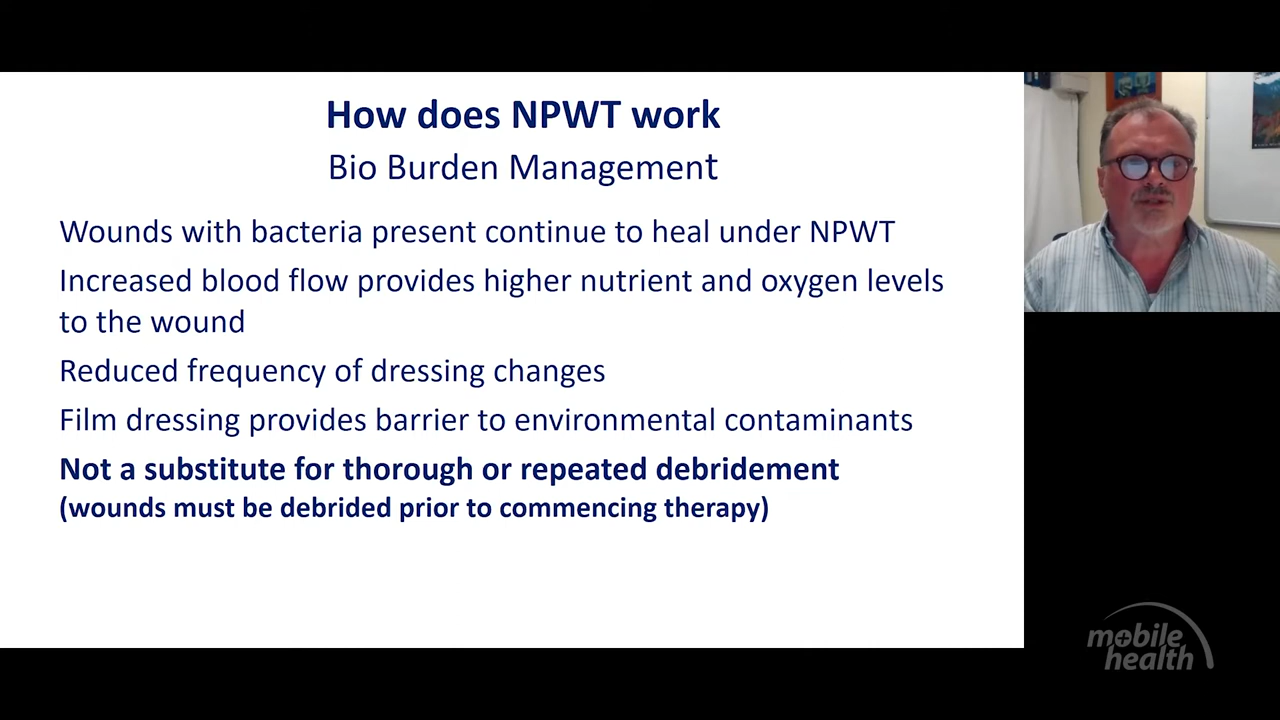 How does NPWT work
Bio Burden Management
Wounds with bacteria present continue to heal under NPWT
Increased blood flow provides higher nutrient and oxygen levels
to the wound
Reduced frequency of dressing changes
Film dressing provides barrier to environmental contaminants
Not a substitute for thorough or repeated debridement
(wounds must be debrided prior to commencing therapy)
mobile
health